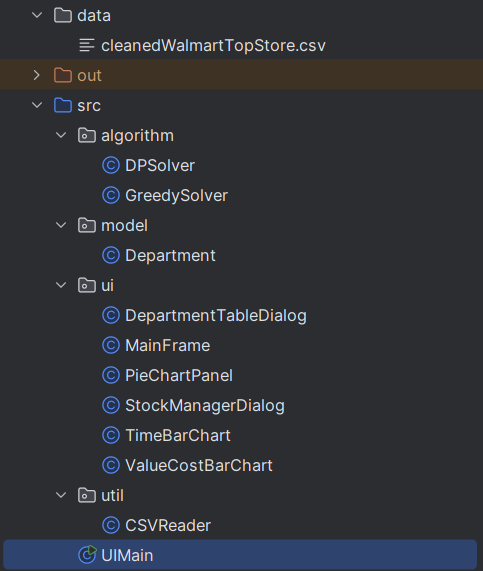 data
cleanedWalmartTopStore.csv
out
src
algorithm
DPSolver
GreedySolver
model
Department
ui
DepartmentTableDialog
MainFrame
PieChartPanel
StockManagerDialog
TimeBarChart
ValueCostBarChart
util
CSVReader
UIMain